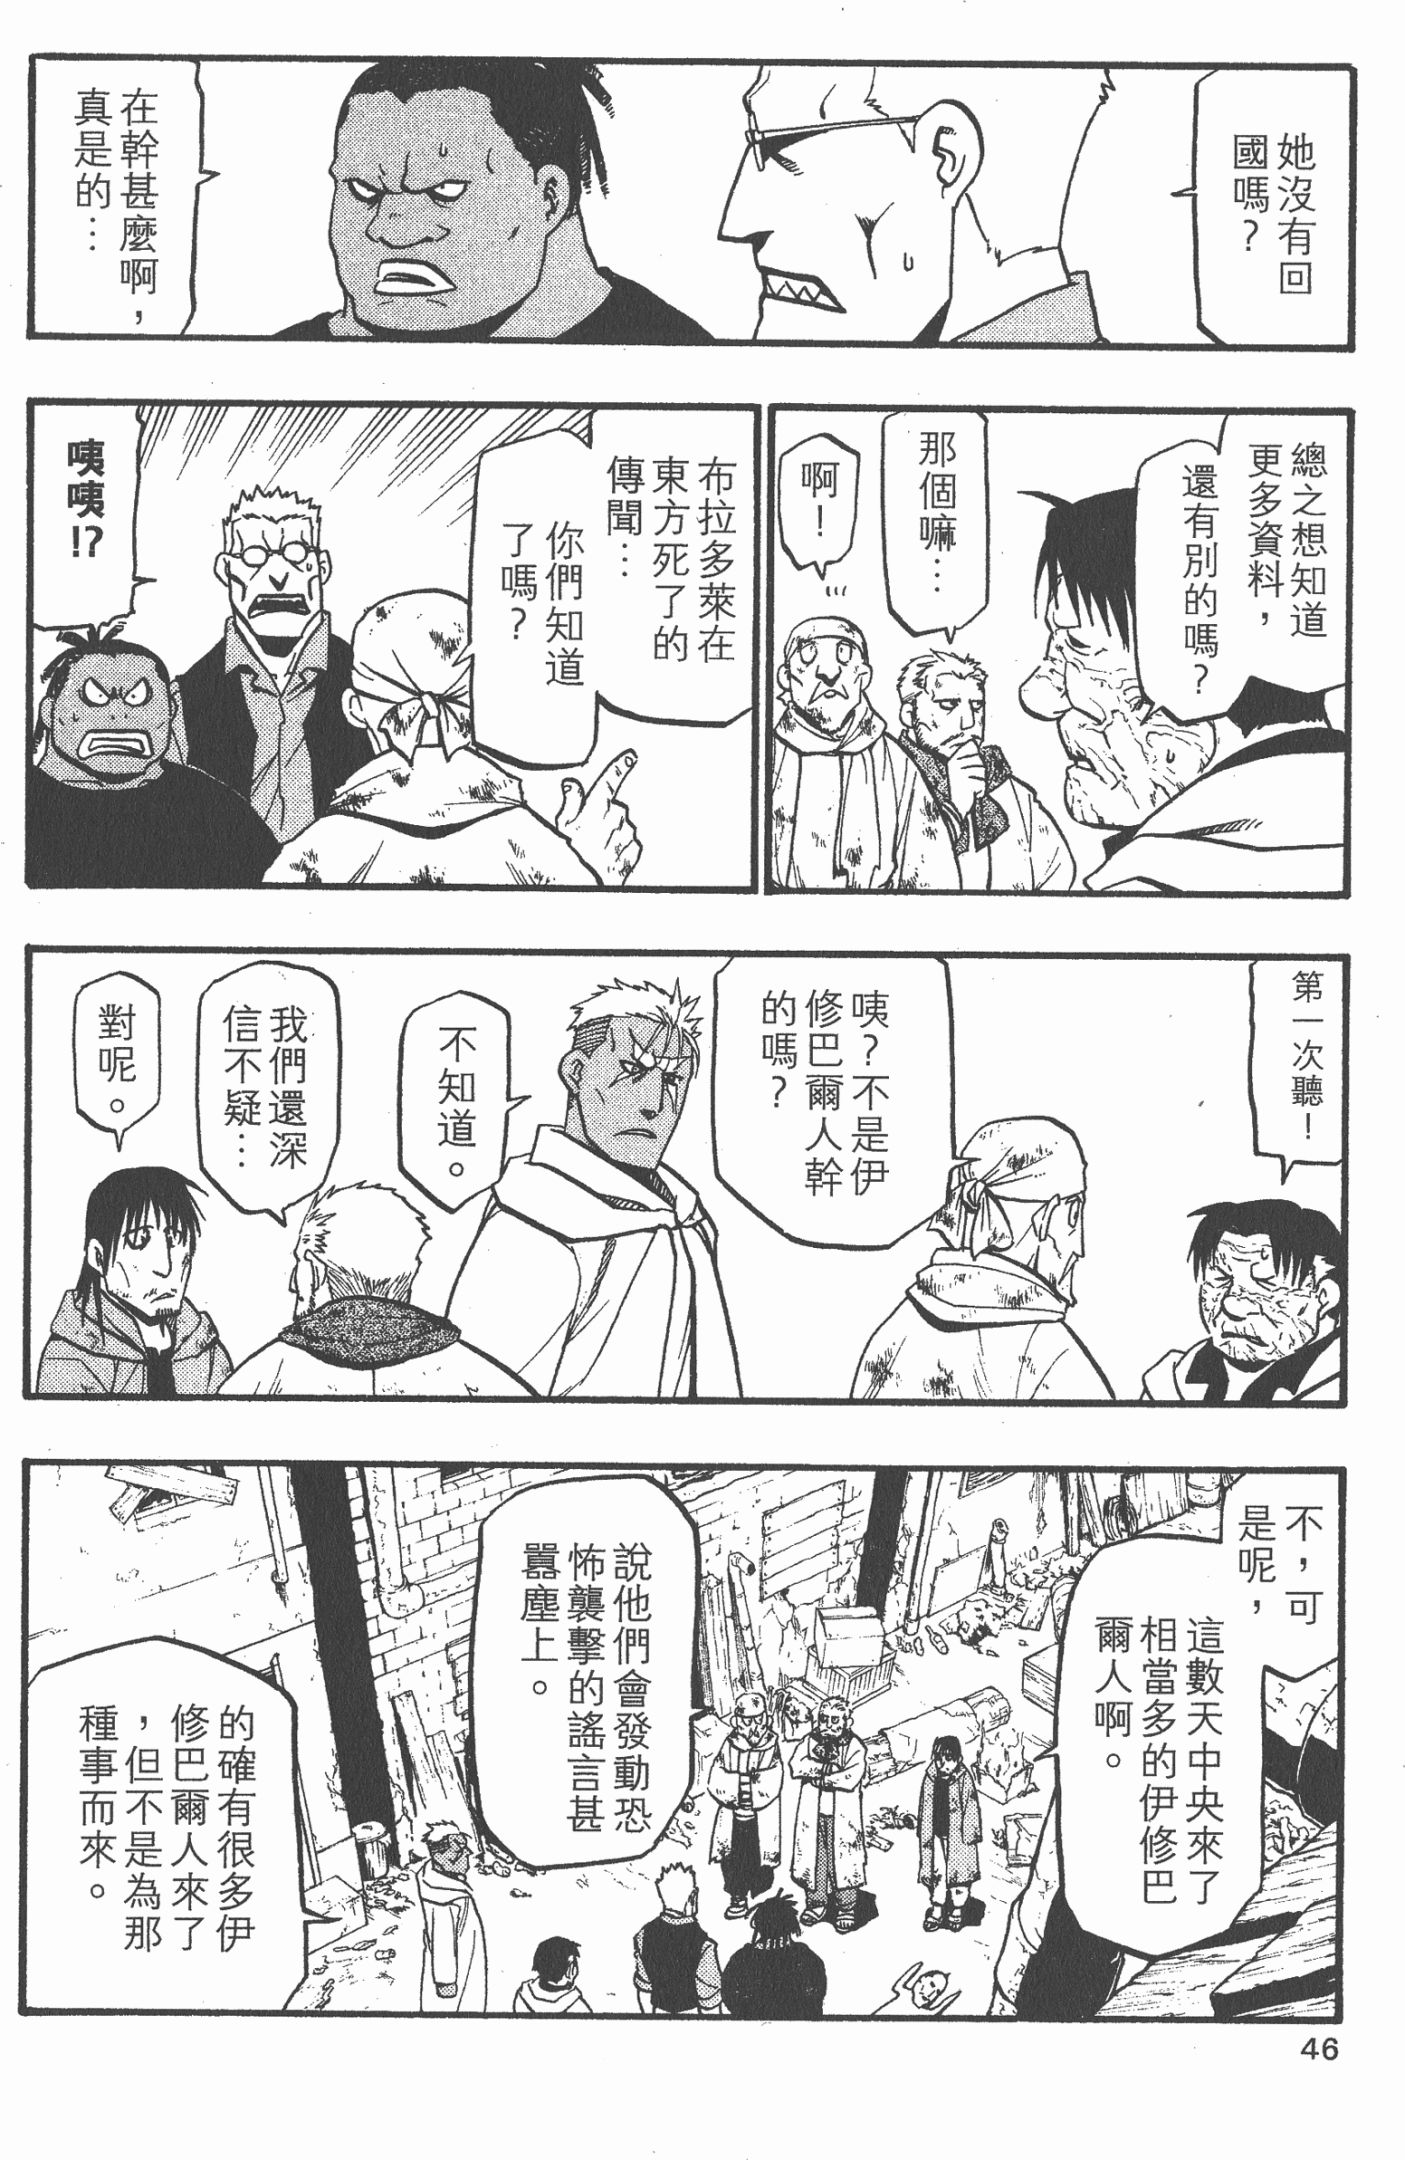 她沒有回
國嗎？
在幹甚麼啊，
真是的…
總之想知道
更多資料，
還有別的嗎？
那個嘛…
啊！
布拉多萊在
東方死了的
傳聞…
你們知道
了嗎？
咦咦!?
第一次聽！
咦？不是伊
修巴爾人幹
的嗎？
不知道。
我們還深
信不疑…
對呢。
不，可
是呢，
這數天中央來了
相當多的伊修巴
爾人啊。
說他們會發動恐
怖襲擊的謠言甚
囂塵上。
的確有很多伊
修巴爾人來了
，但不是為那
種事而來。
46